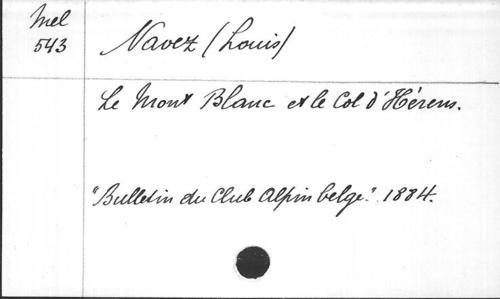 Mel
543
Navez (Louis)
Le Mont Blanc et le Col d'Hérens.
"Bulletin du Club Alpin belge". 1884.